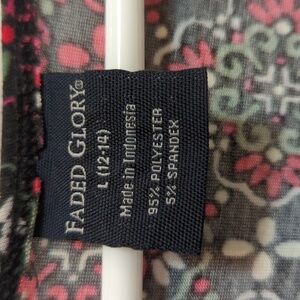 FADED GLORY®
L (12-14)
Made in Indonesia
95% POLYESTER
5% SPANDEX